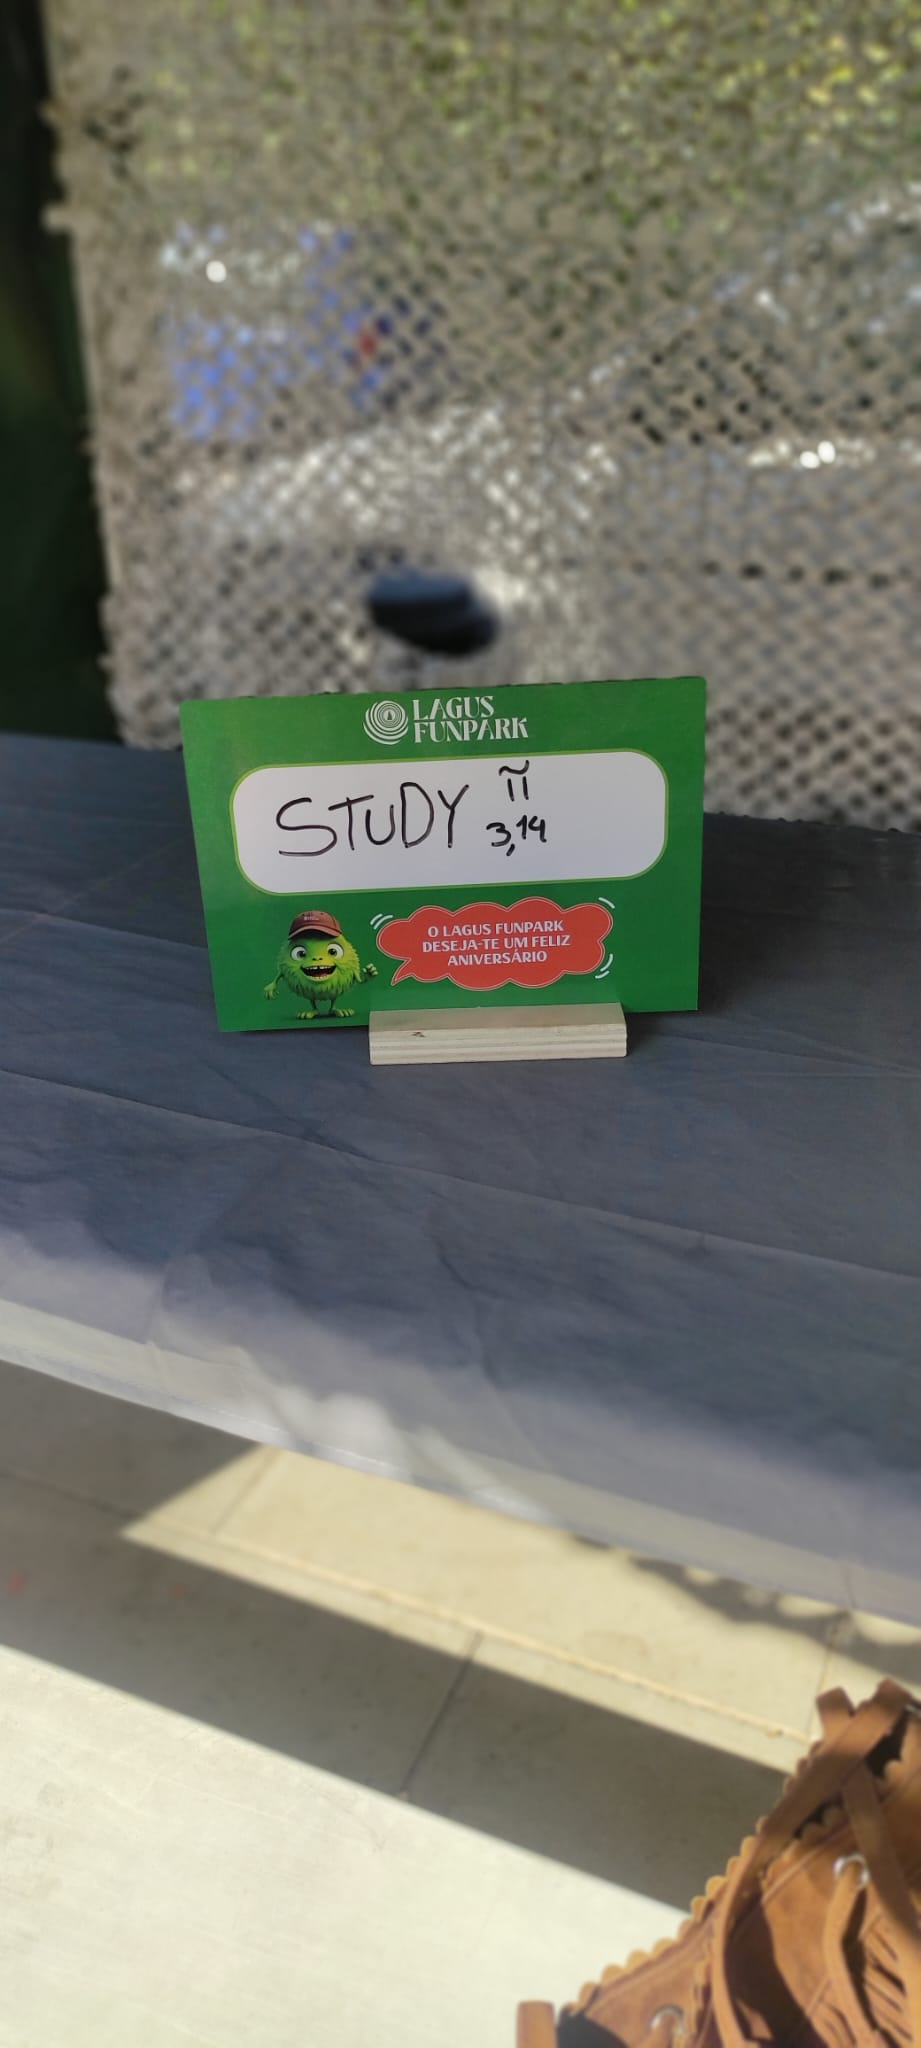 LAGUS
FUNPARK
STUDY π
3,14
O LAGUS FUNPARK
DESEJA-TE UM FELIZ
ANIVERSÁRIO